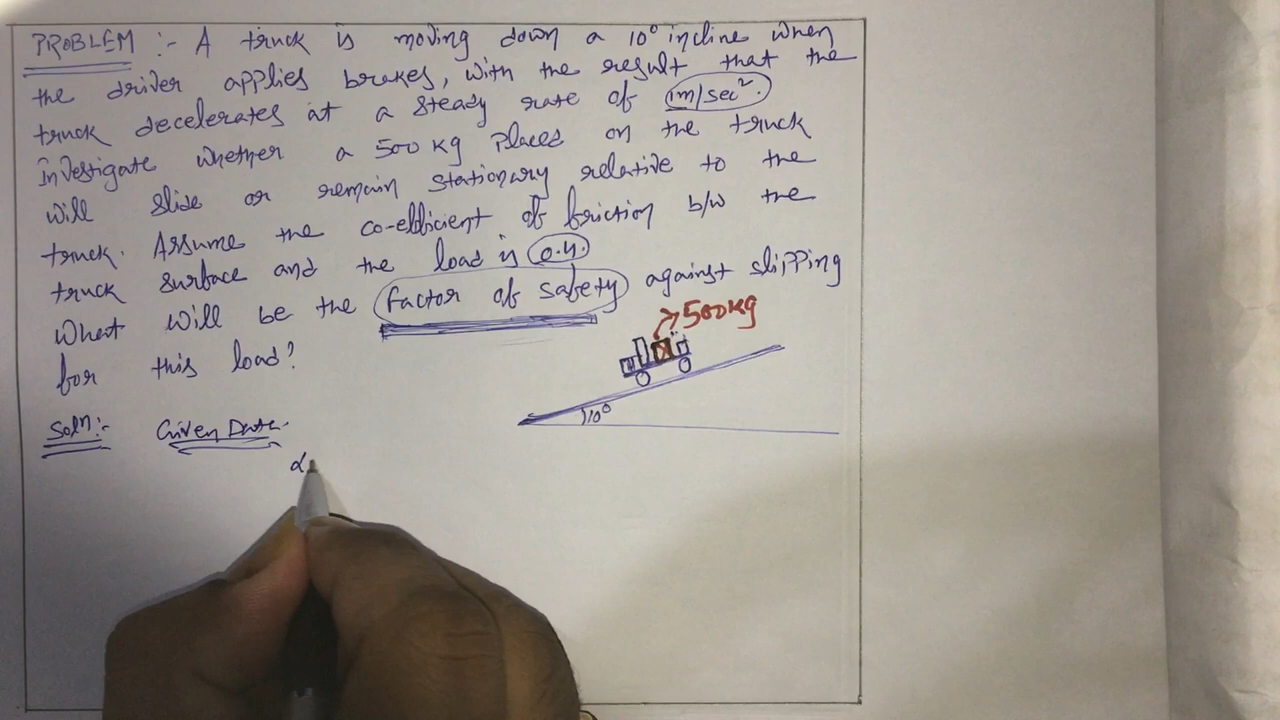 PROBLEM :- A truck is moving down a 10° incline when
the driver applies brakes, with the result that the
truck decelerates at a steady rate of 1m/sec².
Investigate whether a 500 kg placed on the truck
will slide or remain stationary relative to the
truck. Assume the co-efficient of friction b/w the
truck surface and the load is 0.4.
What will be the factor of safety against slipping
for this load?
500kg
10°
Soln:- Given Data:-
α